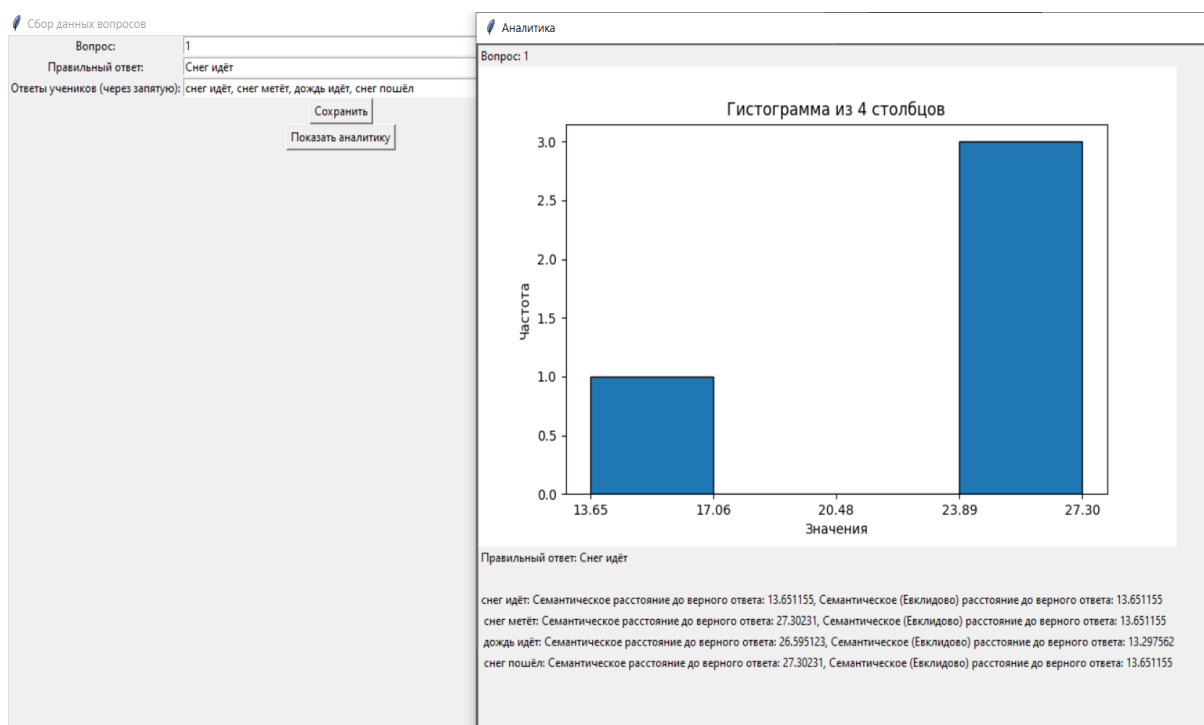 Сбор данных вопросов
Вопрос: 1
Правильный ответ: Снег идёт
Ответы учеников (через запятую): снег идёт, снег метёт, дождь идёт, снег пошёл
Сохранить
Показать аналитику
Аналитика
Вопрос: 1
Гистограмма из 4 столбцов
3.0
2.5
2.0
1.5
1.0
0.5
0.0
Частота
13.65 17.06 20.48 23.89 27.30
Значения
Правильный ответ: Снег идёт
снег идёт: Семантическое расстояние до верного ответа: 13.651155, Семантическое (Евклидово) расстояние до верного ответа: 13.651155
снег метёт: Семантическое расстояние до верного ответа: 27.30231, Семантическое (Евклидово) расстояние до верного ответа: 13.651155
дождь идёт: Семантическое расстояние до верного ответа: 26.595123, Семантическое (Евклидово) расстояние до верного ответа: 13.297562
снег пошёл: Семантическое расстояние до верного ответа: 27.30231, Семантическое (Евклидово) расстояние до верного ответа: 13.651155